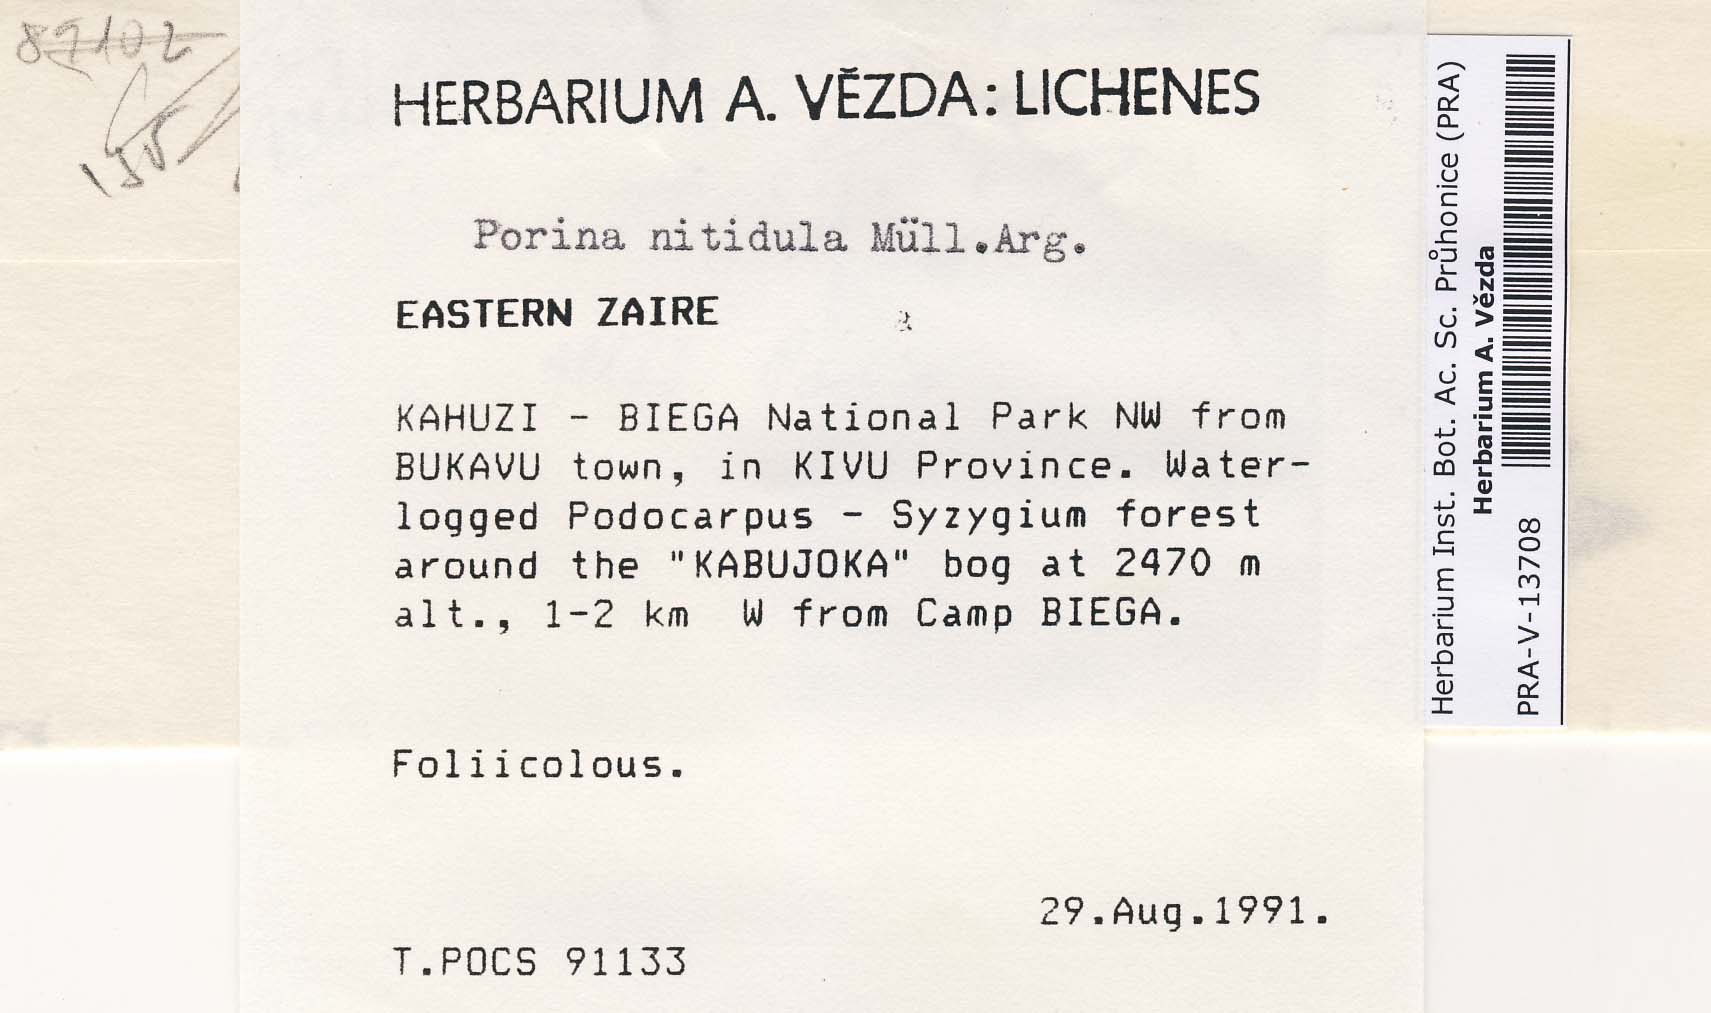 89102
HERBARIUM A. VĚZDA: LICHENES
Porina nitidula Müll.Arg.
EASTERN ZAIRE
KAHUZI - BIEGA National Park NW from
BUKAVU town, in KIVU Province. Water-
logged Podocarpus - Syzygium forest
around the "KABUJOKA" bog at 2470 m
alt., 1-2 km W from Camp BIEGA.
Foliicolous.
29.Aug.1991.
T.POCS 91133
Herbarium Inst. Bot. Ac. Sc. Průhonice (PRA)
Herbarium A. Vězda
PRA-V-13708